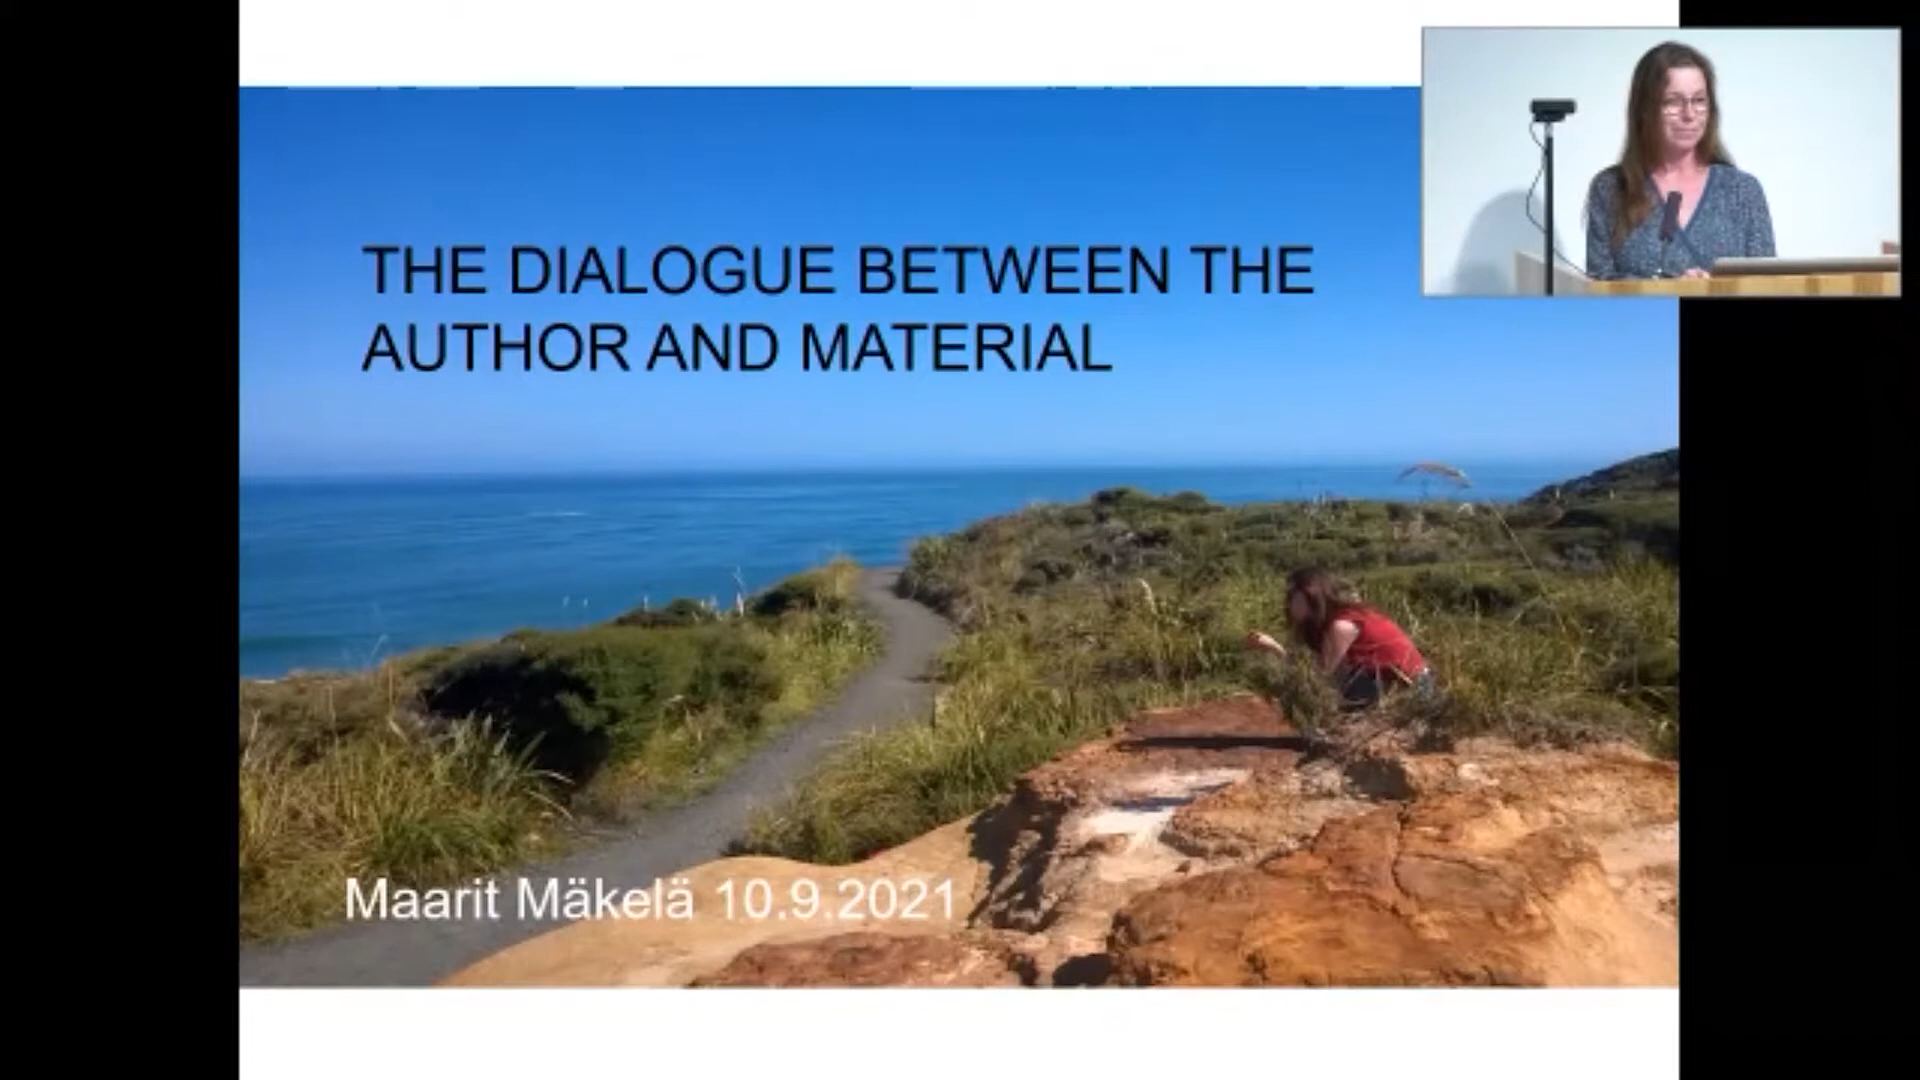 THE DIALOGUE BETWEEN THE
AUTHOR AND MATERIAL
Maarit Mäkelä 10.9.2021